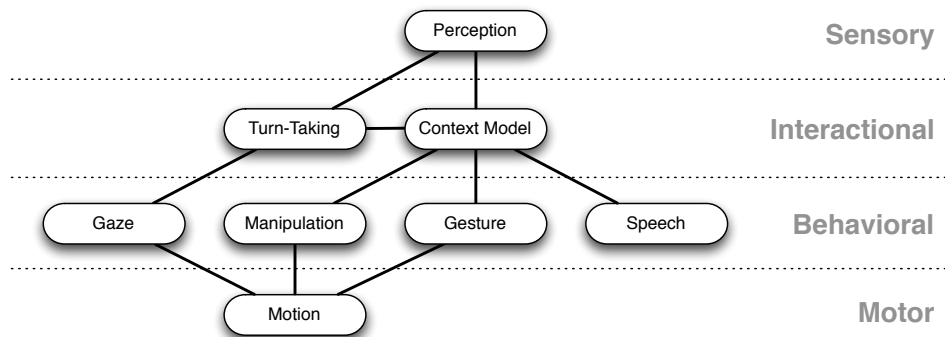 Perception
Sensory
Turn-Taking
Context Model
Interactional
Gaze
Manipulation
Gesture
Speech
Behavioral
Motion
Motor